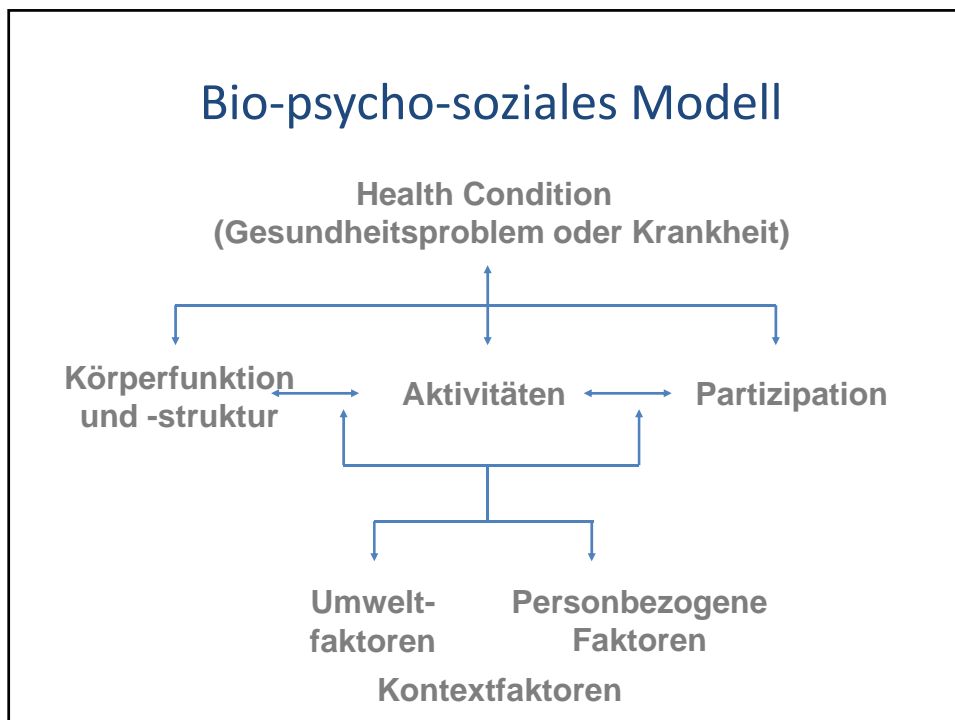 Bio-psycho-soziales Modell
Health Condition
(Gesundheitsproblem oder Krankheit)
Körperfunktion
und -struktur
Aktivitäten
Partizipation
Umwelt-
faktoren
Personbezogene
Faktoren
Kontextfaktoren